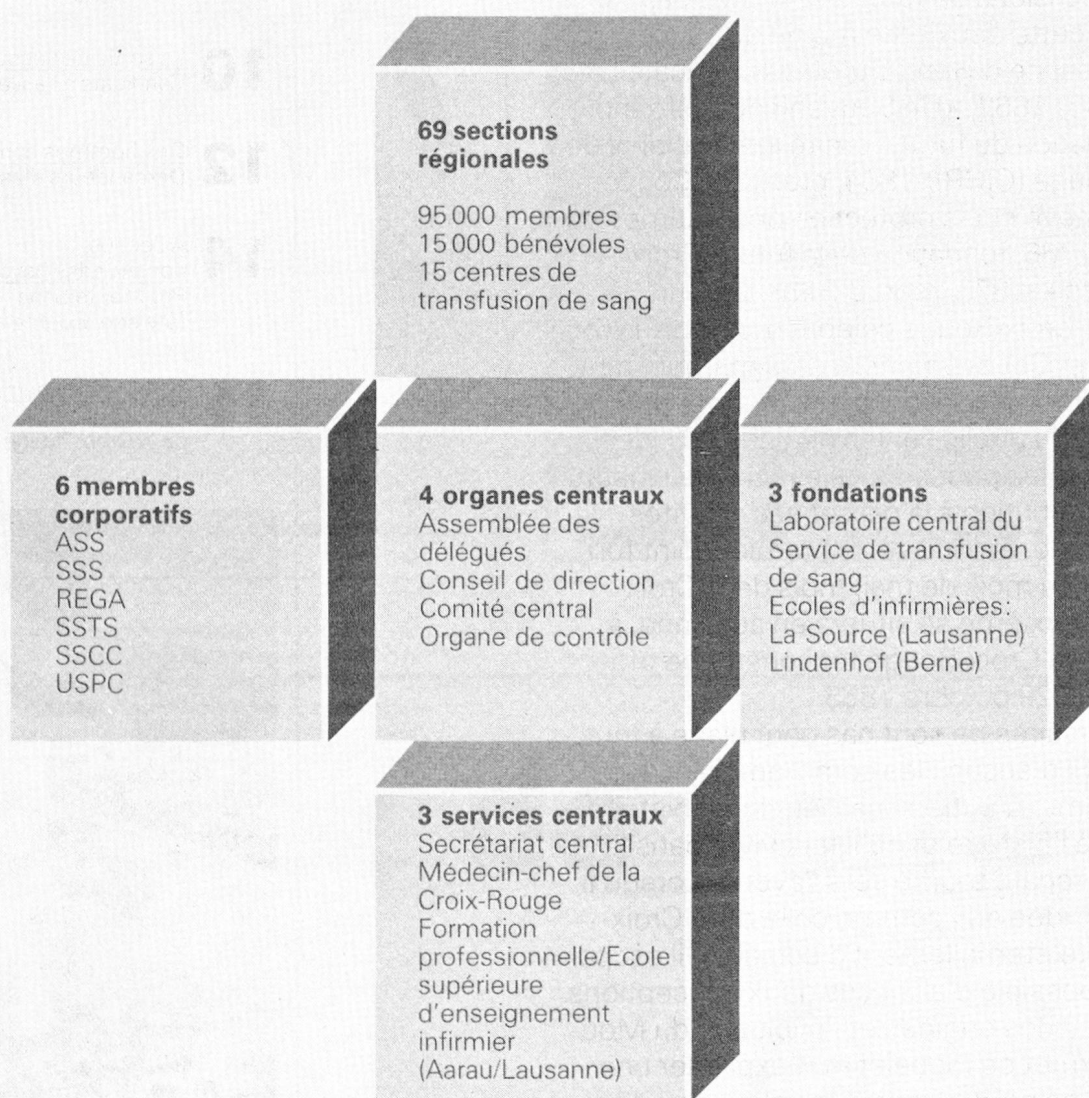 69 sections
régionales
95 000 membres
15 000 bénévoles
15 centres de
transfusion de sang
6 membres
corporatifs
ASS
SSS
REGA
SSTS
SSCC
USPC
4 organes centraux
Assemblée des
délégués
Conseil de direction
Comité central
Organe de contrôle
3 fondations
Laboratoire central du
Service de transfusion
de sang
Ecoles d'infirmières:
La Source (Lausanne)
Lindenhof (Berne)
3 services centraux
Secrétariat central
Médecin-chef de la
Croix-Rouge
Formation
professionnelle/Ecole
supérieure
d'enseignement
infirmier
(Aarau/Lausanne)